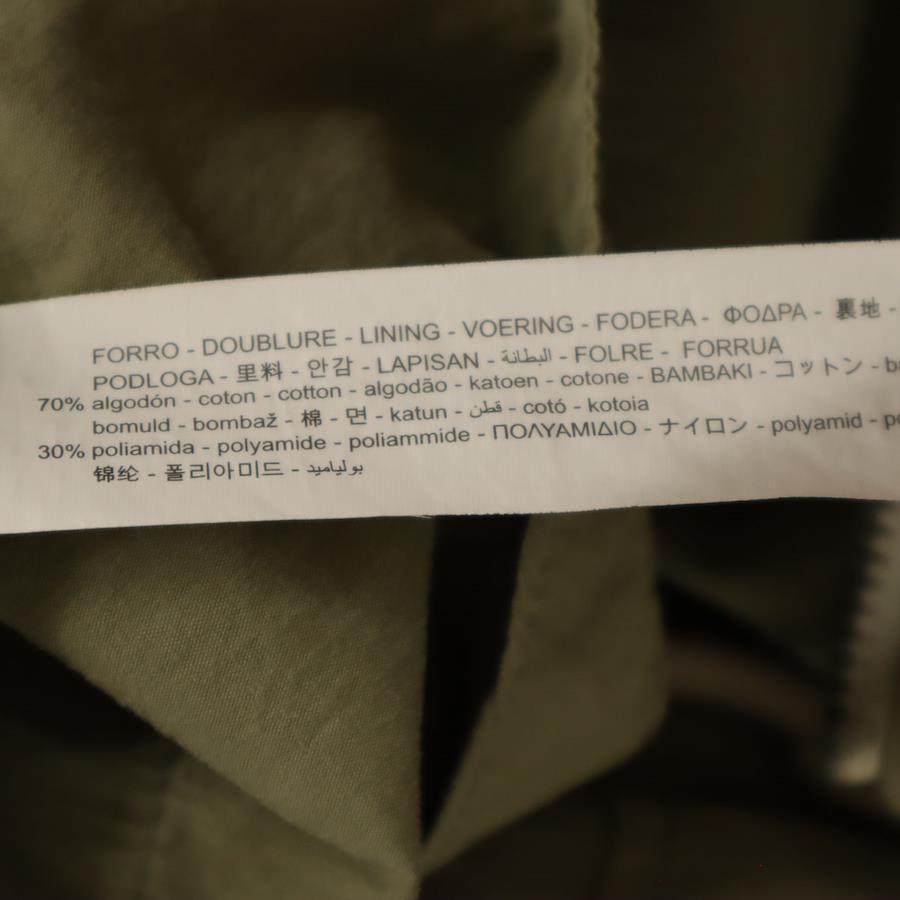 FORRO - DOUBLURE - LINING - VOERING - FODERA - ΦΟΔΡΑ - 裏地 -
PODLOGA - 里料 - 안감 - LAPISAN - البطانة - FOLRE - FORRUA
70% algodón - coton - cotton - algodão - katoen - cotone - BAMBAKI - コットン -
bomuld - bombaž - 棉 - 면 - katun - قطن - cotó - kotoia
30% poliamida - polyamide - poliammide - ΠΟΛΥΑΜΙΔΙΟ - ナイロン - polyamid -
锦纶 - 폴리아미드 - بولياميد